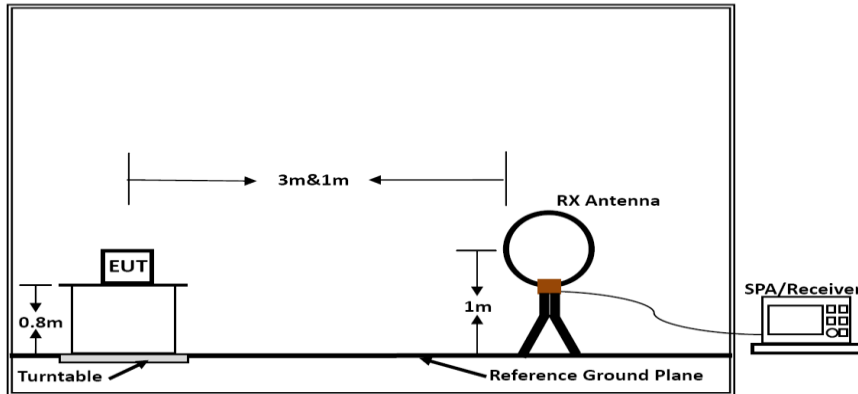 3m&1m
RX Antenna
EUT
SPA/Receiver
0.8m
1m
Turntable
Reference Ground Plane